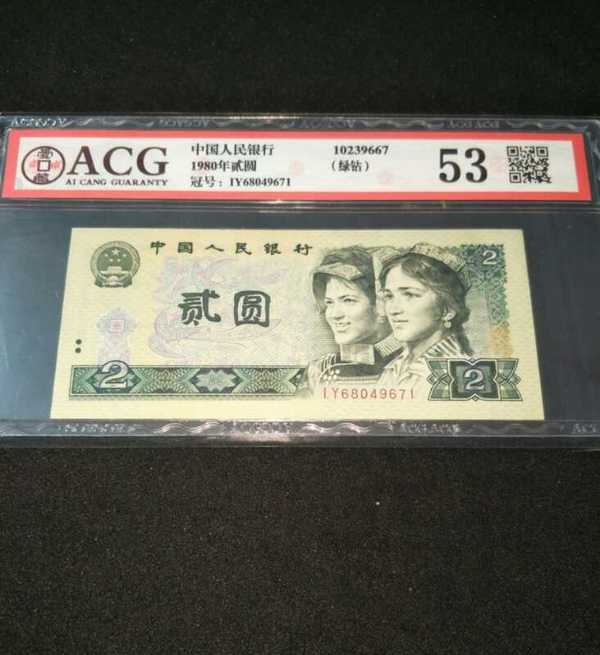 ACG
AI CANG GUARANTY
中国人民银行
1980年贰圆
冠号：IY68049671
10239667
（绿钻）
53
中国人民银行
贰圆
2
2
2
IY68049671